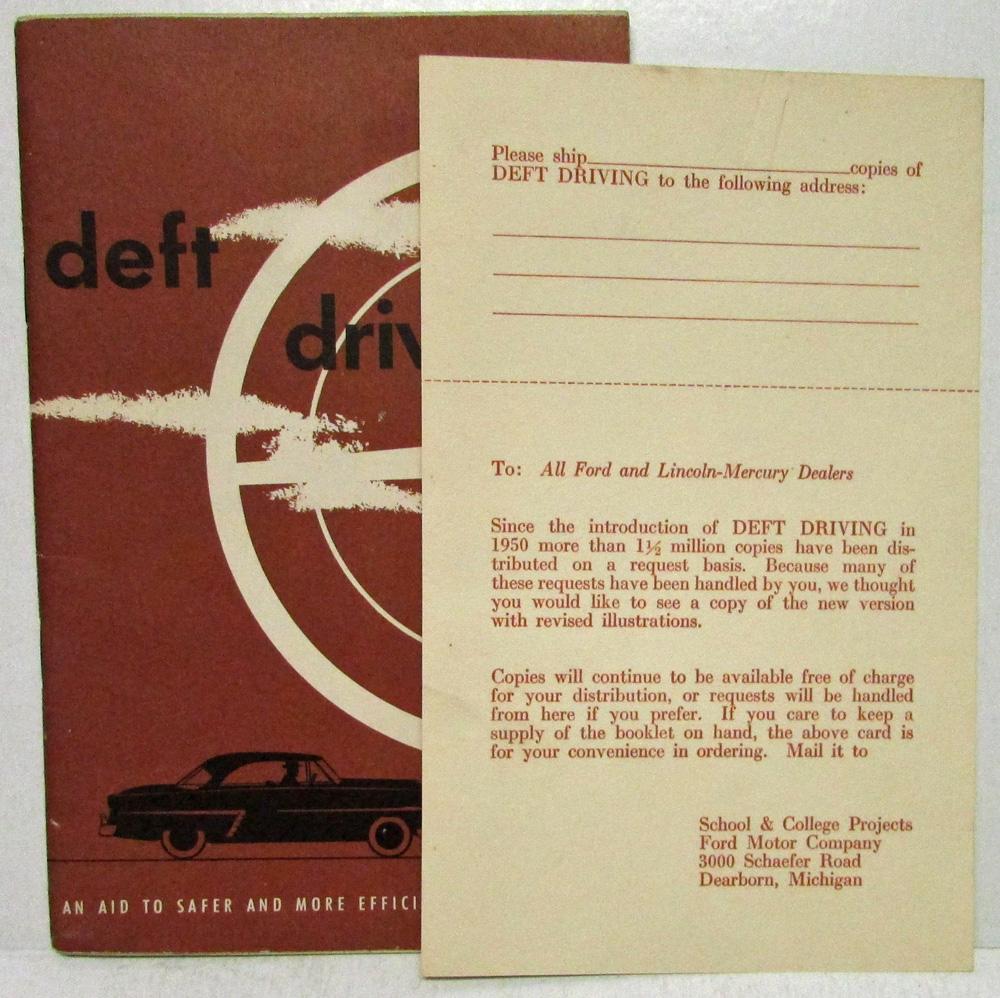 deft
driv
AN AID TO SAFER AND MORE EFFICI
Please ship____________________copies of
DEFT DRIVING to the following address:
To: All Ford and Lincoln-Mercury Dealers
Since the introduction of DEFT DRIVING in
1950 more than 1½ million copies have been dis-
tributed on a request basis. Because many of
these requests have been handled by you, we thought
you would like to see a copy of the new version
with revised illustrations.
Copies will continue to be available free of charge
for your distribution, or requests will be handled
from here if you prefer. If you care to keep a
supply of the booklet on hand, the above card is
for your convenience in ordering. Mail it to
School & College Projects
Ford Motor Company
3000 Schaefer Road
Dearborn, Michigan